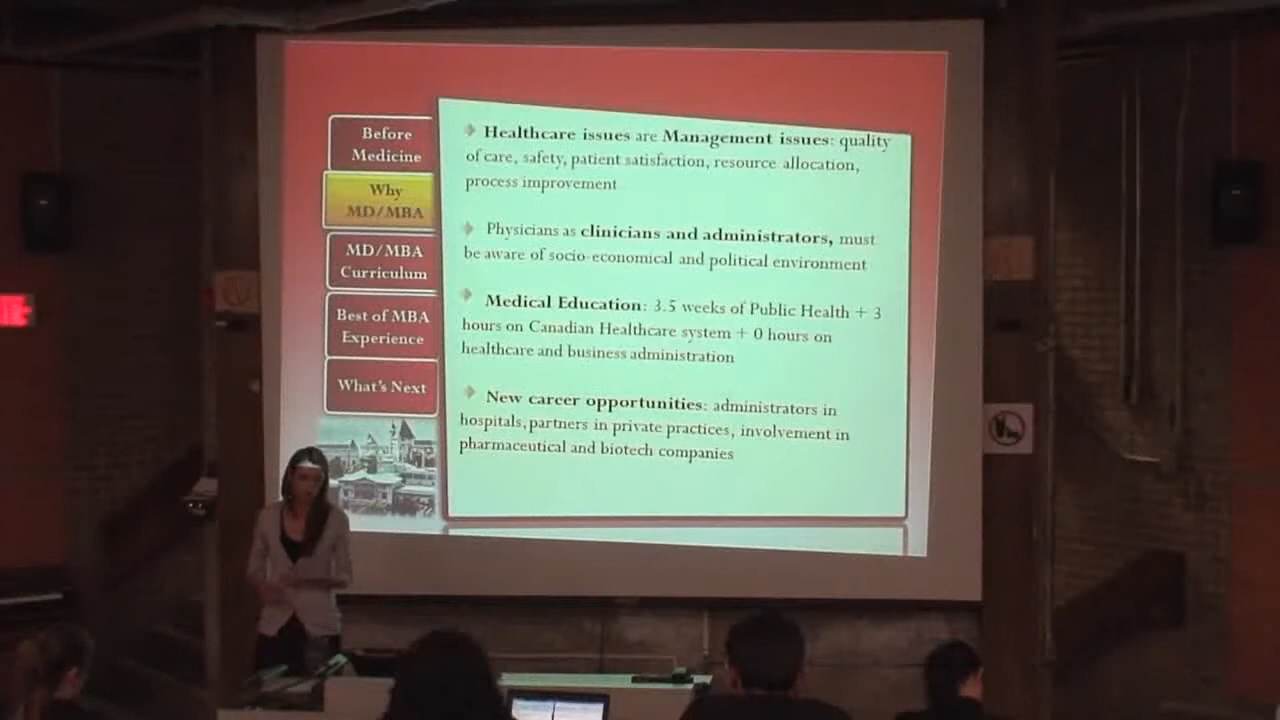 Before
Medicine
Why
MD/MBA
MD/MBA
Curriculum
Best of MBA
Experience
What's Next
Healthcare issues are Management issues: quality
of care, safety, patient satisfaction, resource allocation,
process improvement
Physicians as clinicians and administrators, must
be aware of socio-economical and political environment
Medical Education: 3.5 weeks of Public Health + 3
hours on Canadian Healthcare system + 0 hours on
healthcare and business administration
New career opportunities: administrators in
hospitals, partners in private practices, involvement in
pharmaceutical and biotech companies